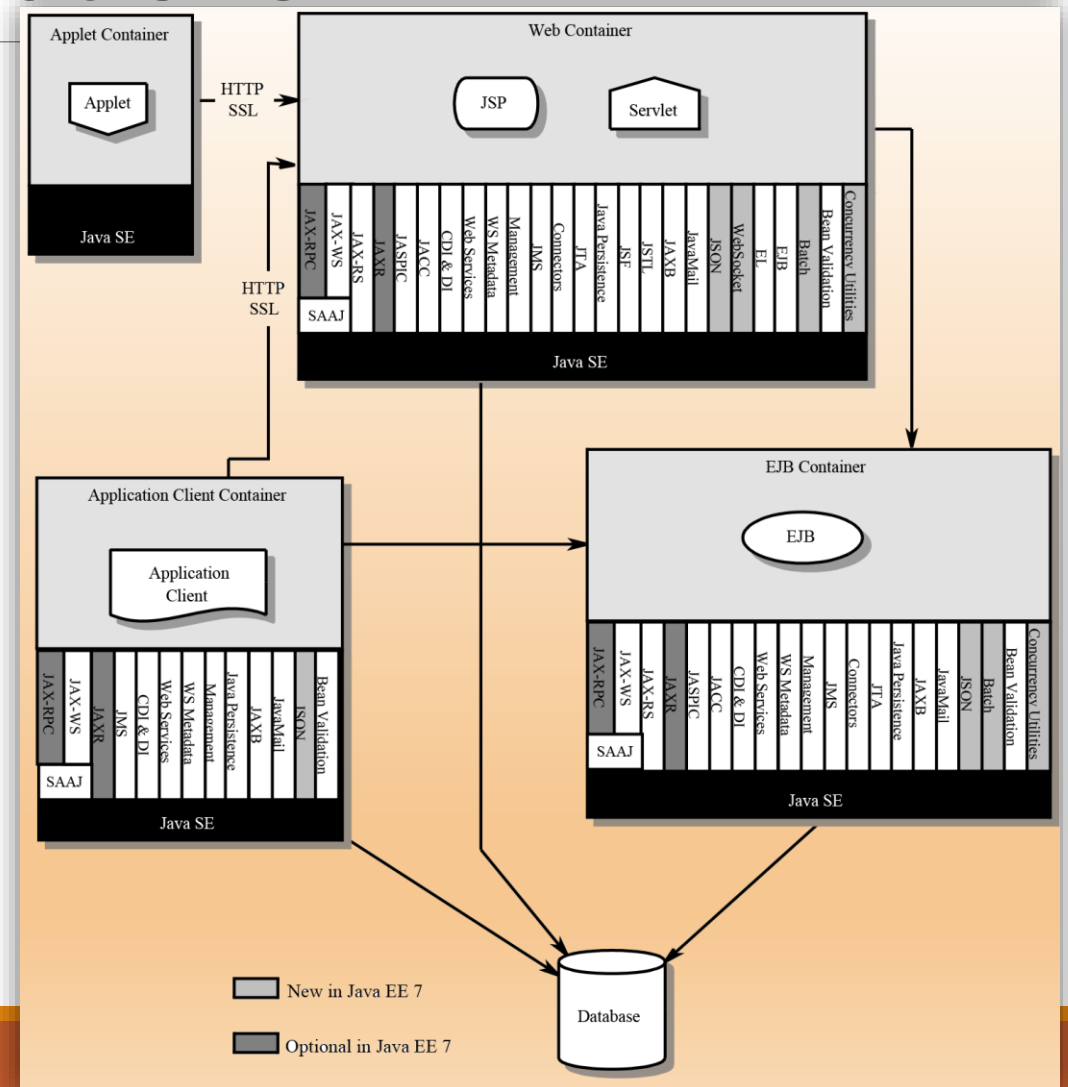 Applet Container
Applet
Java SE
HTTP
SSL
Web Container
JSP
Servlet
JAX-RPC
JAX-WS
SAAJ
JAX-RS
JAXR
JASPIC
JACC
CDI & DI
Web Services
WS Metadata
Management
JMS
Connectors
JTA
Java Persistence
JSF
JSTL
JAXB
JavaMail
JSON
WebSocket
EL
EJB
Batch
Bean Validation
Concurrency Utilities
Java SE
HTTP
SSL
Application Client Container
Application
Client
JAX-RPC
JAX-WS
SAAJ
JAXR
JMS
CDI & DI
Web Services
WS Metadata
Management
Java Persistence
JAXB
JavaMail
JSON
Bean Validation
Java SE
EJB Container
EJB
JAX-RPC
JAX-WS
SAAJ
JAX-RS
JAXR
JASPIC
JACC
CDI & DI
Web Services
WS Metadata
Management
JMS
Connectors
JTA
Java Persistence
JAXB
JavaMail
JSON
Batch
Bean Validation
Concurrency Utilities
Java SE
Database
New in Java EE 7
Optional in Java EE 7